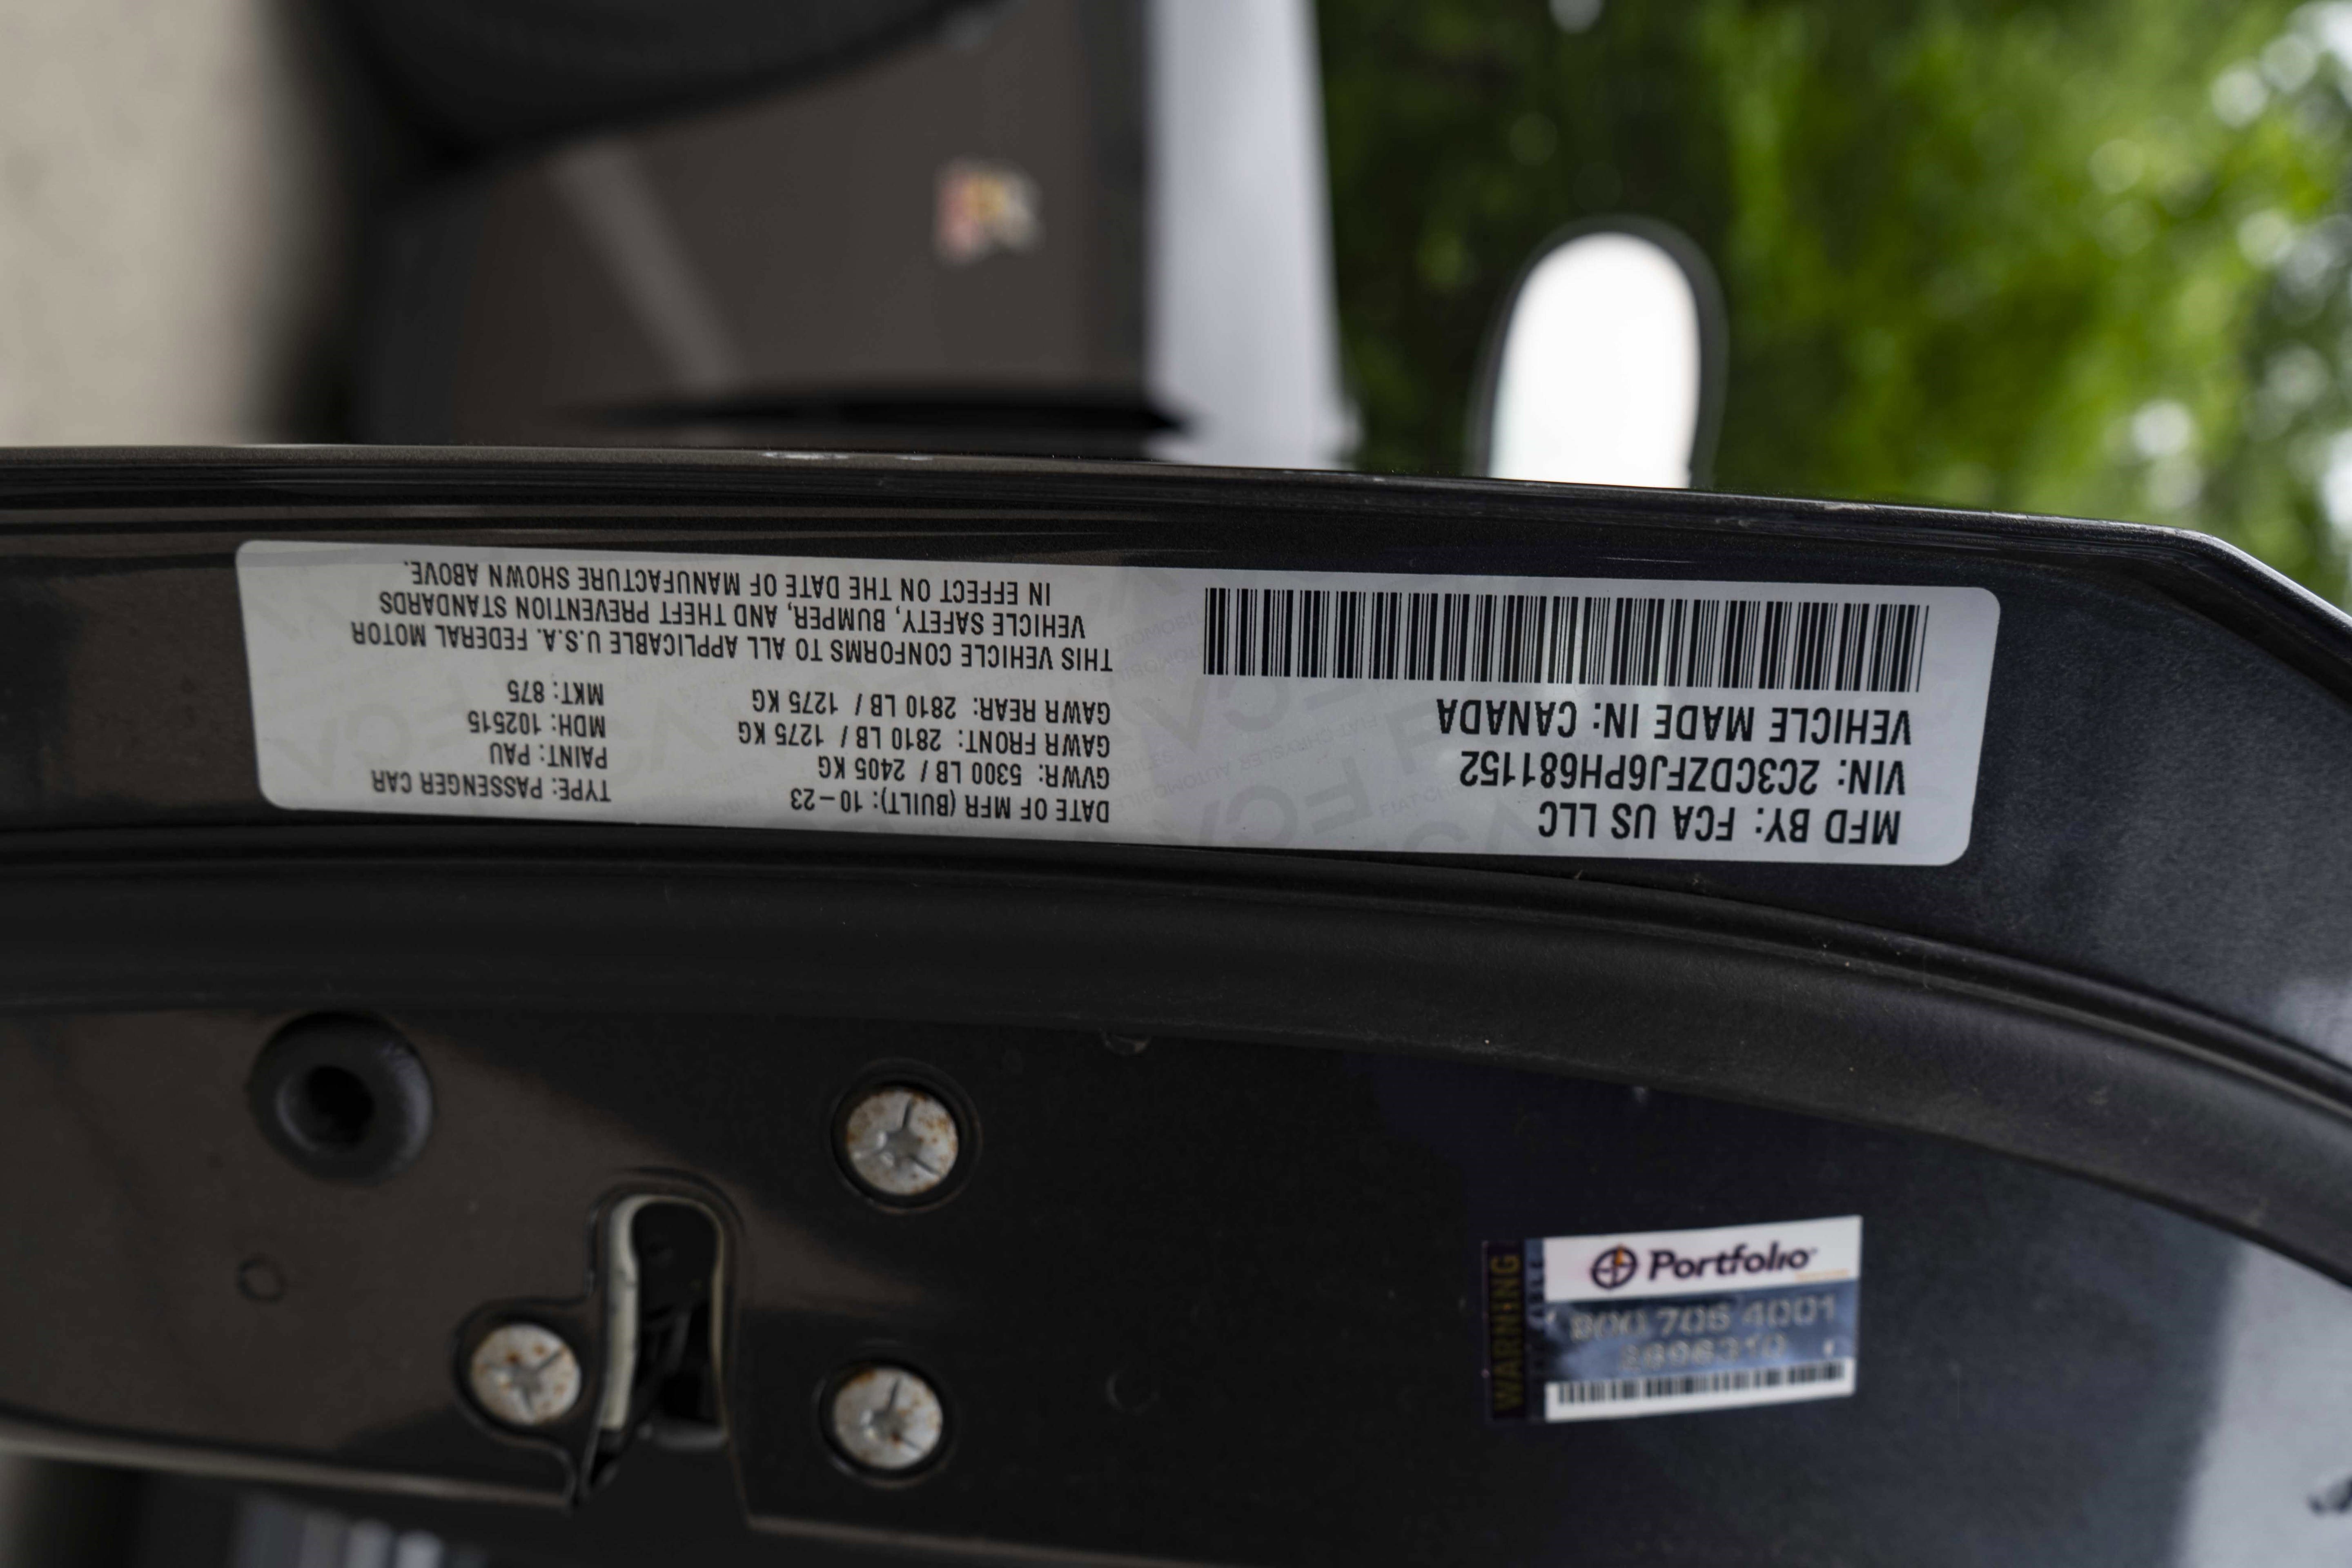 MFD BY: FCA US LLC
VIN: 2C3CDZFJ6PH681152
VEHICLE MADE IN: CANADA
DATE OF MFR (BUILT): 10-23
GVWR: 5300 LB / 2405 KG
GAWR FRONT: 2810 LB / 1275 KG
GAWR REAR: 2810 LB / 1275 KG
TYPE: PASSENGER CAR
PAINT: PAU
MDH: 102515
MKT: 875
THIS VEHICLE CONFORMS TO ALL APPLICABLE U.S.A. FEDERAL MOTOR
VEHICLE SAFETY, BUMPER, AND THEFT PREVENTION STANDARDS
IN EFFECT ON THE DATE OF MANUFACTURE SHOWN ABOVE.
WARNING
Portfolio
800 706 4001